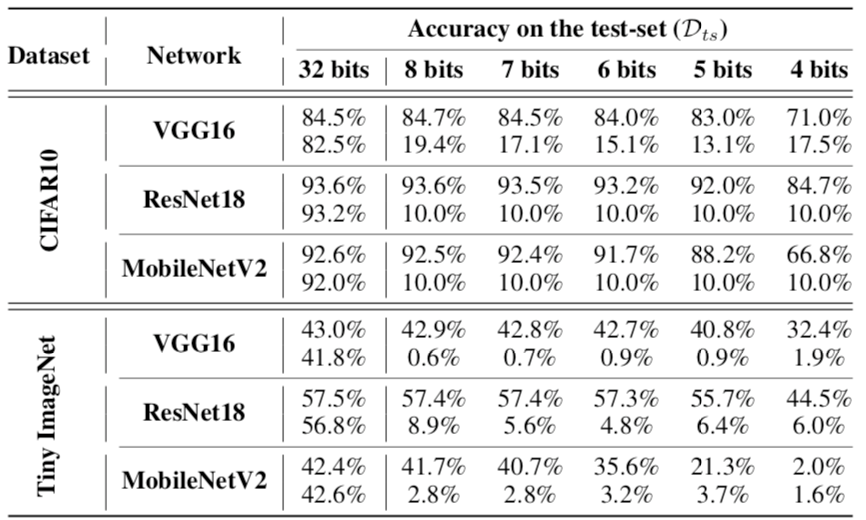 Dataset Network Accuracy on the test-set (𝒟ts)
32 bits 8 bits 7 bits 6 bits 5 bits 4 bits
CIFAR10
VGG16
84.5% 84.7% 84.5% 84.0% 83.0% 71.0%
82.5% 19.4% 17.1% 15.1% 13.1% 17.5%
ResNet18
93.6% 93.6% 93.5% 93.2% 92.0% 84.7%
93.2% 10.0% 10.0% 10.0% 10.0% 10.0%
MobileNetV2
92.6% 92.5% 92.4% 91.7% 88.2% 66.8%
92.0% 10.0% 10.0% 10.0% 10.0% 10.0%
Tiny ImageNet
VGG16
43.0% 42.9% 42.8% 42.7% 40.8% 32.4%
41.8% 0.6% 0.7% 0.9% 0.9% 1.9%
ResNet18
57.5% 57.4% 57.4% 57.3% 55.7% 44.5%
56.8% 8.9% 5.6% 4.8% 6.4% 6.0%
MobileNetV2
42.4% 41.7% 40.7% 35.6% 21.3% 2.0%
42.6% 2.8% 2.8% 3.2% 3.7% 1.6%